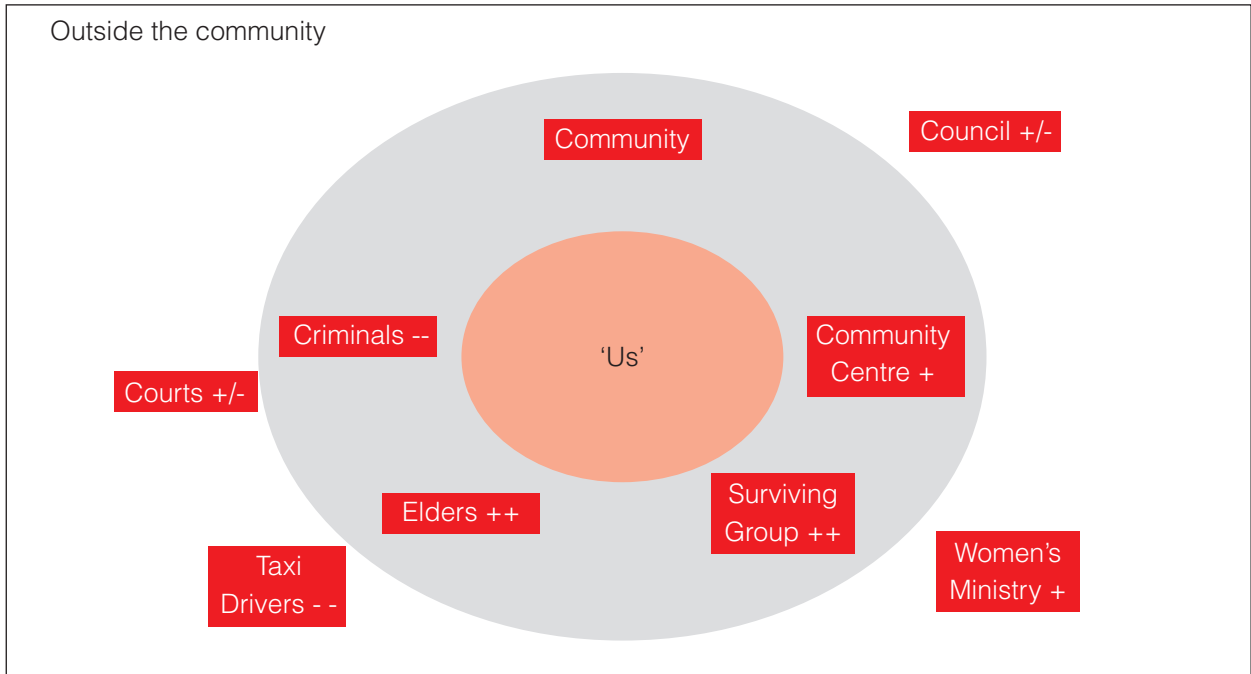 Outside the community
Council +/-
Community
Criminals --
'Us'
Community
Centre +
Courts +/-
Elders ++
Surviving
Group ++
Taxi
Drivers - -
Women's
Ministry +